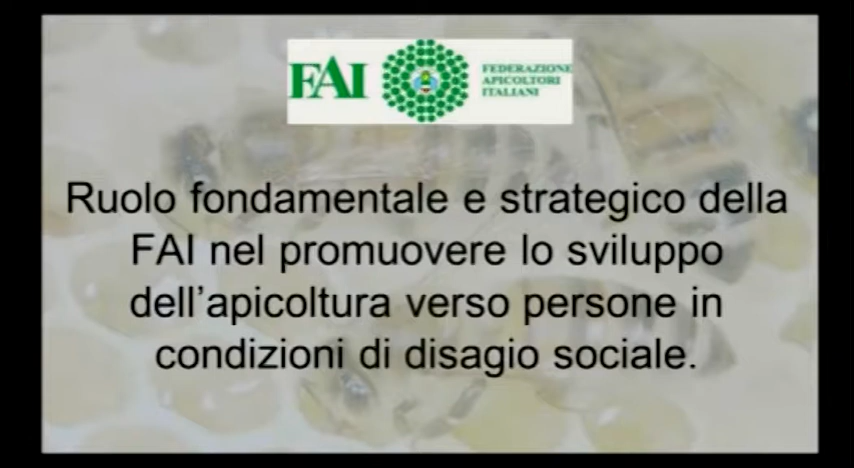 FAI
FEDERAZIONE
APICOLTORI
ITALIANI
Ruolo fondamentale e strategico della
FAI nel promuovere lo sviluppo
dell'apicoltura verso persone in
condizioni di disagio sociale.